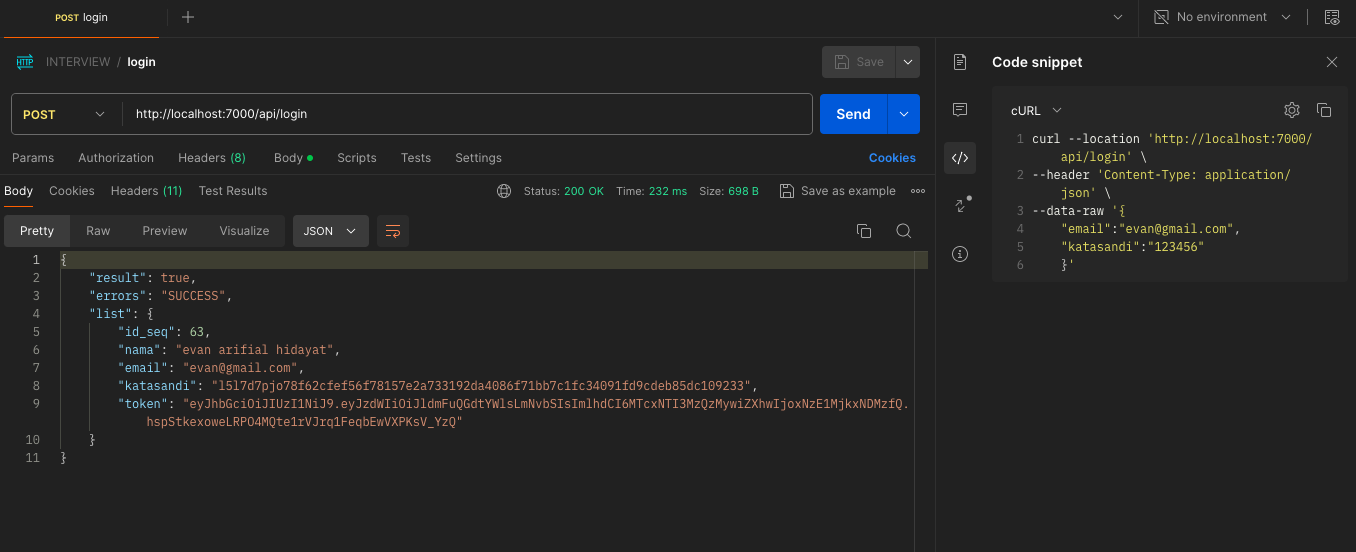 POST login
No environment
HTTP INTERVIEW / login
Save
POST http://localhost:7000/api/login
Send
Params Authorization Headers (8) Body Scripts Tests Settings
Cookies
Body Cookies Headers (11) Test Results
Status: 200 OK Time: 232 ms Size: 698 B
Save as example
Pretty Raw Preview Visualize JSON
1 {
2 "result": true,
3 "errors": "SUCCESS",
4 "list": {
5 "id_seq": 63,
6 "nama": "evan arifial hidayat",
7 "email": "evan@gmail.com",
8 "katasandi": "l5l7d7pjo78f62cfef56f78157e2a733192da4086f71bb7c1fc34091fd9cdeb85dc109233",
9 "token": "eyJhbGciOiJIUzI1NiJ9.eyJzdWIiOiJldmFuQGdtYWlsLmNvbSIsImlhdCI6MTcxNTI3MzQzMywiZXhwIjoxNzE1MjkxNDMzfQ.
hspStkexoweLRPO4MQte1rVJrq1FeqbEwVXPKsV_YzQ"
10 }
11 }
Code snippet
cURL
1 curl --location 'http://localhost:7000/
api/login' \
2 --header 'Content-Type: application/
json' \
3 --data-raw '{
4 "email":"evan@gmail.com",
5 "katasandi":"123456"
6 }'